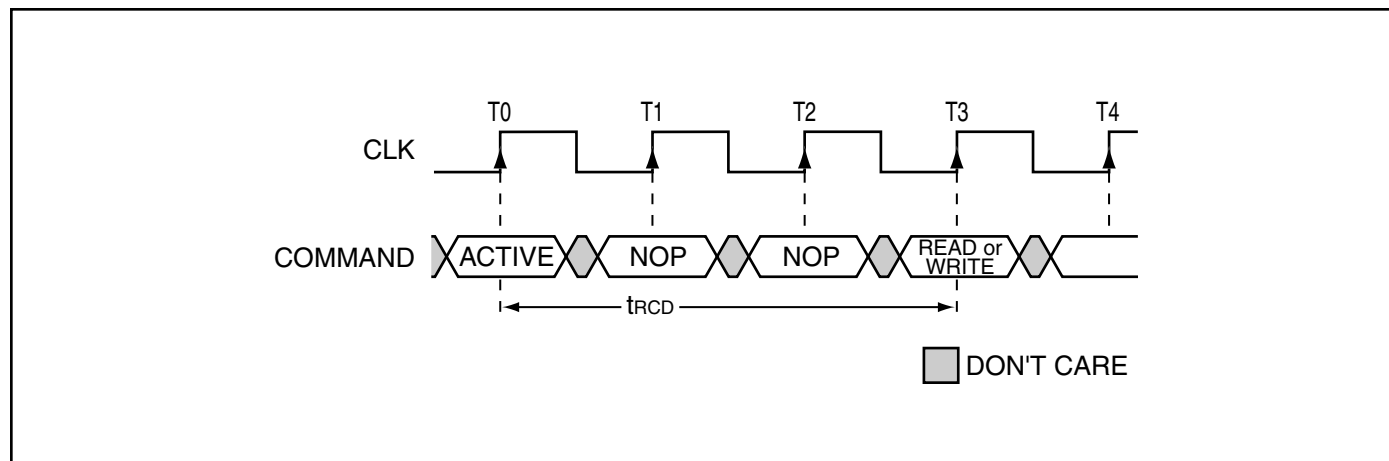 T0 T1 T2 T3 T4
CLK
COMMAND ACTIVE NOP NOP READ or
WRITE
tRCD
DON'T CARE